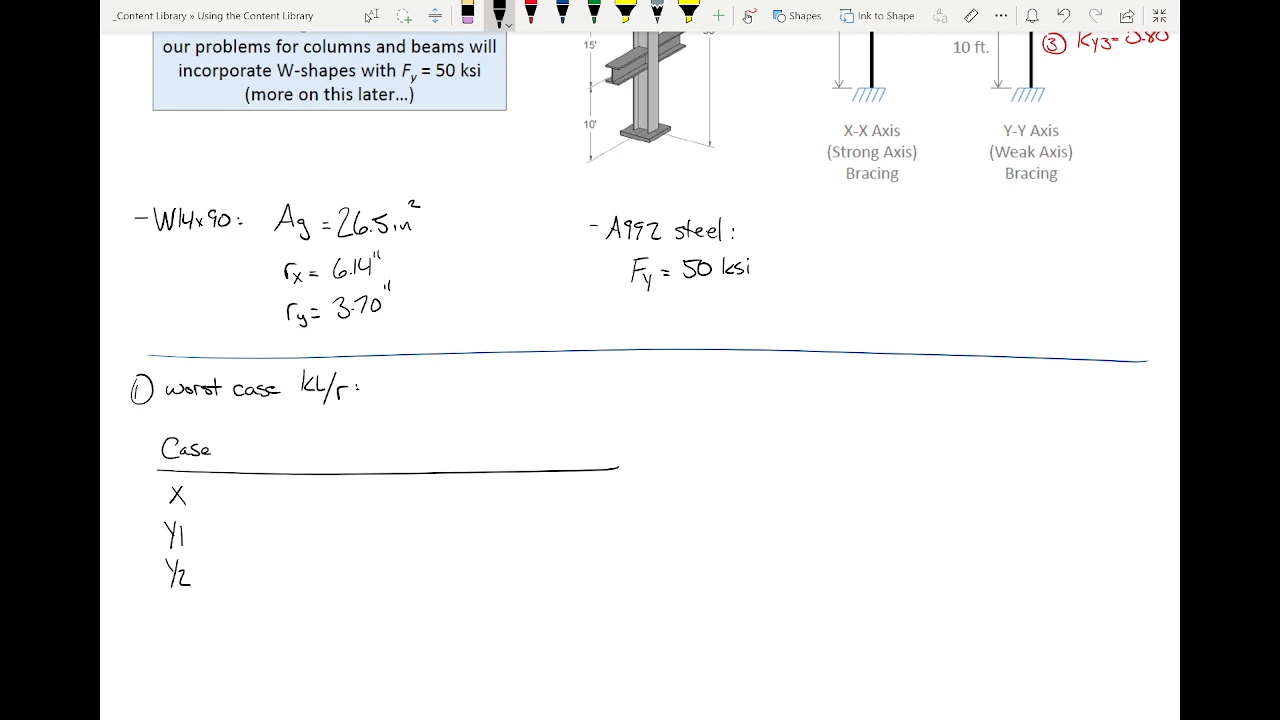 _Content Library » Using the Content Library
Shapes
Ink to Shape
our problems for columns and beams will
incorporate W-shapes with Fy = 50 ksi
(more on this later...)
15'
10'
10 ft.
③ Ky3 = 0.80
X-X Axis
(Strong Axis)
Bracing
Y-Y Axis
(Weak Axis)
Bracing
- W14x90: Ag = 26.5 in²
rx = 6.14"
ry = 3.70"
- A992 steel:
Fy = 50 ksi
① worst case KL/r:
Case
X
Y1
Y2